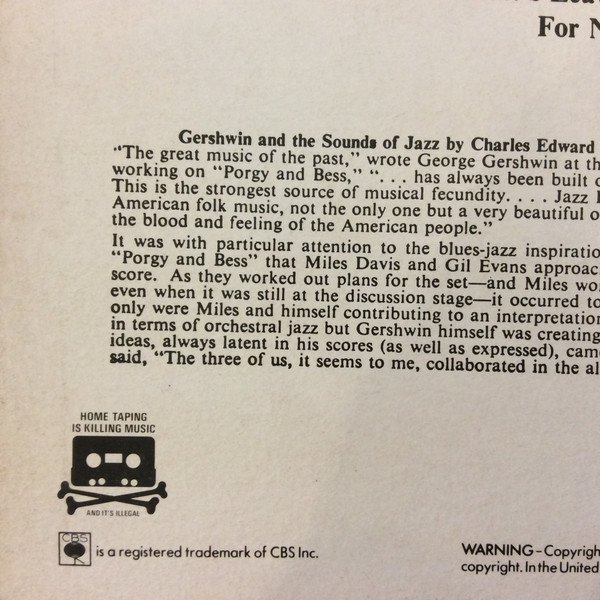 For N
Gershwin and the Sounds of Jazz by Charles Edward
"The great music of the past," wrote George Gershwin at th
working on "Porgy and Bess," ". . . has always been built o
This is the strongest source of musical fecundity. . . . Jazz I
American folk music, not the only one but a very beautiful o
the blood and feeling of the American people."
It was with particular attention to the blues-jazz inspiratio
"Porgy and Bess" that Miles Davis and Gil Evans approac
score. As they worked out plans for the set—and Miles wo
even when it was still at the discussion stage—it occurred to
only were Miles and himself contributing to an interpretation
in terms of orchestral jazz but Gershwin himself was creating
ideas, always latent in his scores (as well as expressed), cam
said, "The three of us, it seems to me, collaborated in the al
HOME TAPING
IS KILLING MUSIC
AND IT'S ILLEGAL
CBS is a registered trademark of CBS Inc.
WARNING – Copyrigh
copyright. In the United